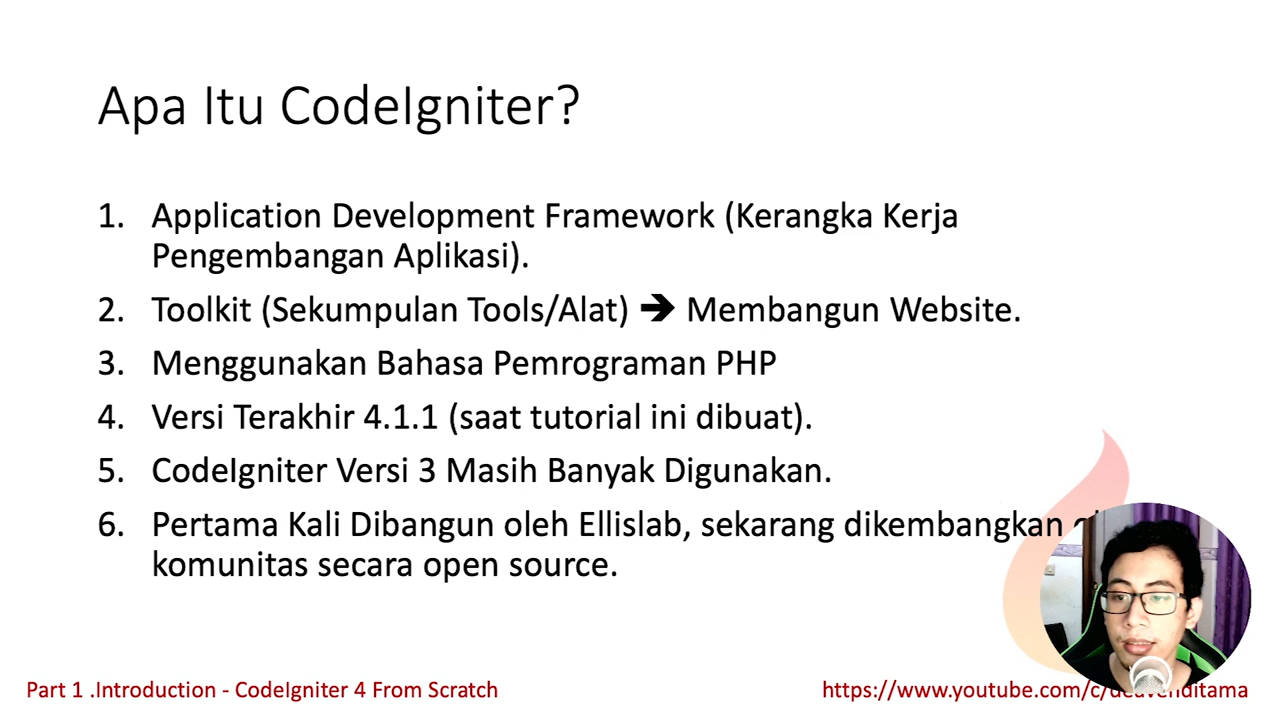 Apa Itu CodeIgniter?
1. Application Development Framework (Kerangka Kerja
Pengembangan Aplikasi).
2. Toolkit (Sekumpulan Tools/Alat) ➔ Membangun Website.
3. Menggunakan Bahasa Pemrograman PHP
4. Versi Terakhir 4.1.1 (saat tutorial ini dibuat).
5. CodeIgniter Versi 3 Masih Banyak Digunakan.
6. Pertama Kali Dibangun oleh Ellislab, sekarang dikembangkan
komunitas secara open source.
Part 1 .Introduction - CodeIgniter 4 From Scratch
https://www.youtube.com/c/deavenditama